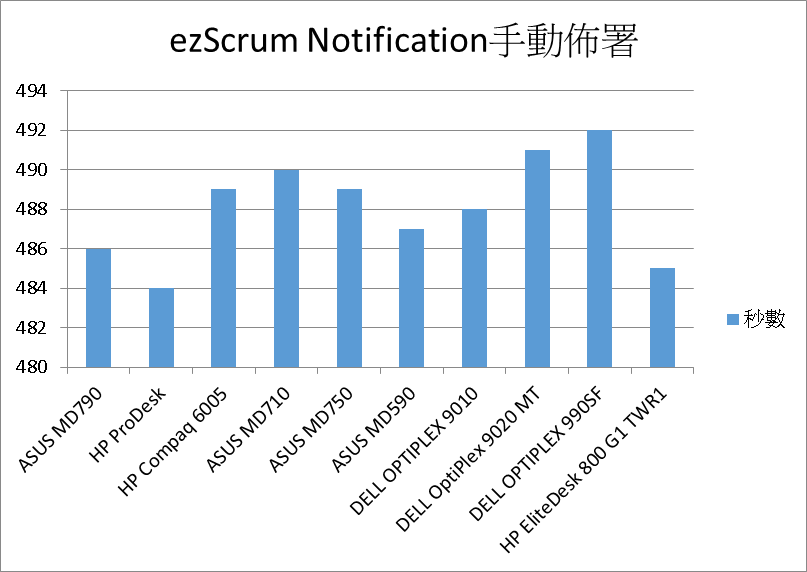 ezScrum Notification手動佈署
494
492
490
488
486
484
482
480
秒數
ASUS MD790
HP ProDesk
HP Compaq 6005
ASUS MD710
ASUS MD750
ASUS MD590
DELL OPTIPLEX 9010
DELL OptiPlex 9020 MT
DELL OPTIPLEX 990SF
HP EliteDesk 800 G1 TWR1